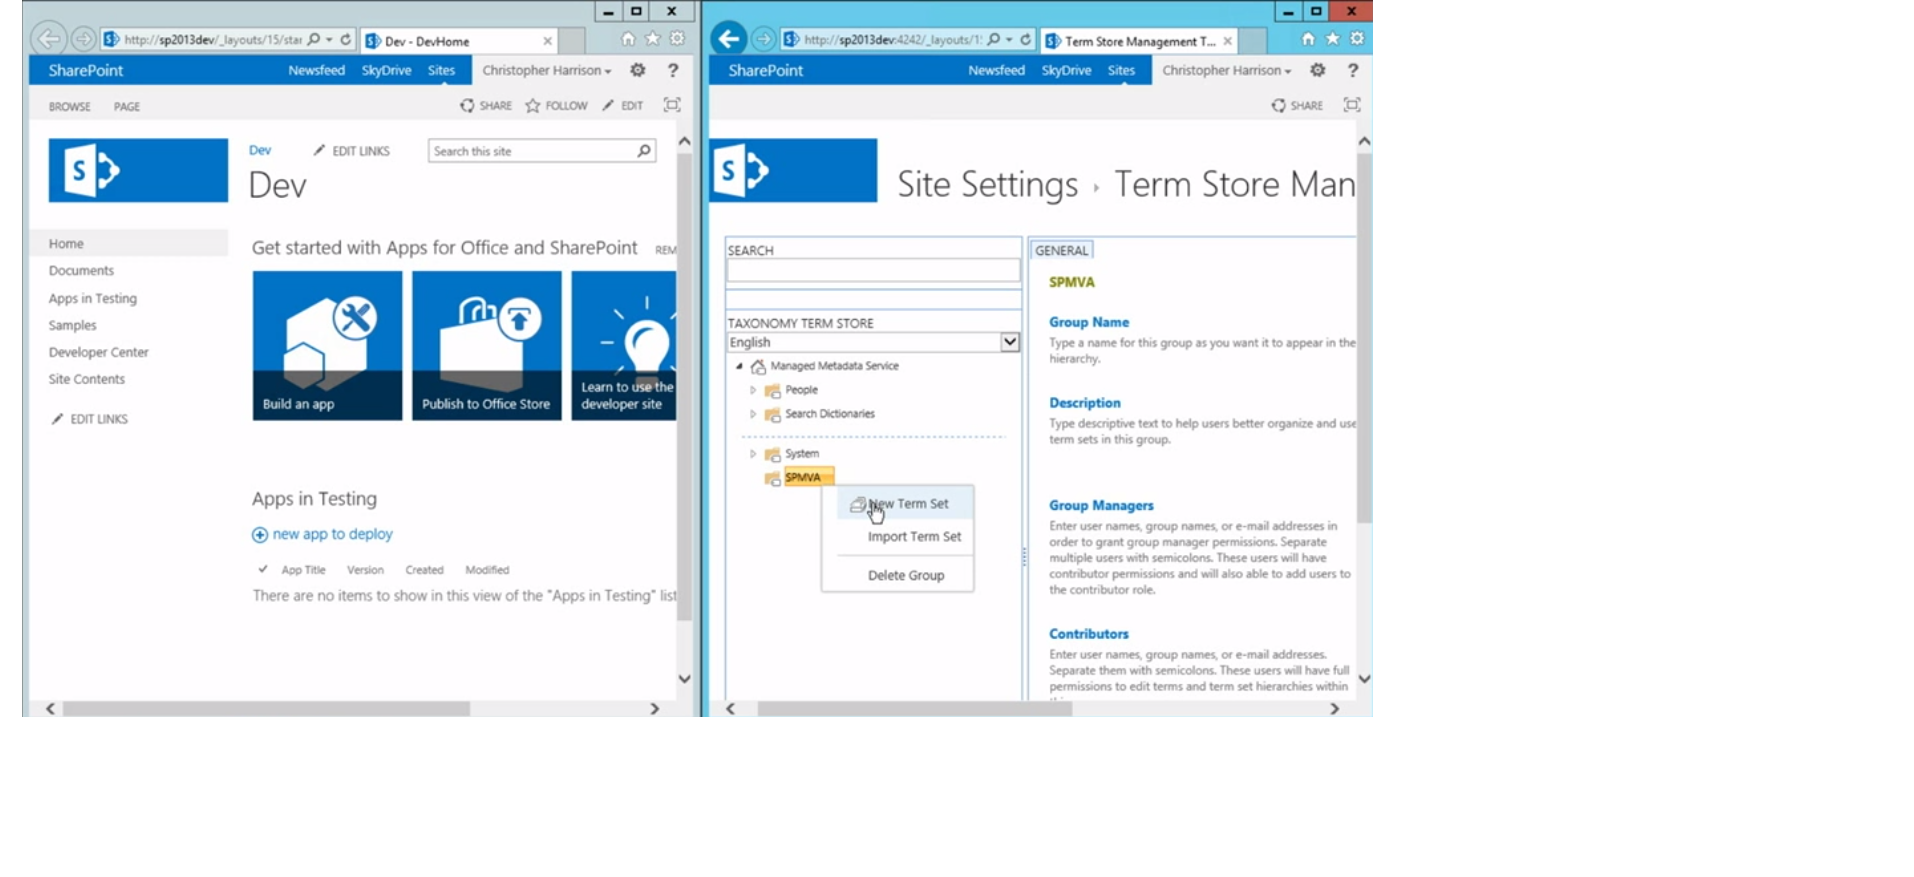 http://sp2013dev/_layouts/15/star
Dev - DevHome
SharePoint
Newsfeed SkyDrive Sites Christopher Harrison ?
BROWSE PAGE
SHARE FOLLOW EDIT
Dev EDIT LINKS
Search this site
Dev
Home
Documents
Apps in Testing
Samples
Developer Center
Site Contents
EDIT LINKS
Get started with Apps for Office and SharePoint REM
Build an app
Publish to Office Store
Learn to use the
developer site
Apps in Testing
new app to deploy
App Title Version Created Modified
There are no items to show in this view of the "Apps in Testing" list
http://sp2013dev:4242/_layouts/1!
Term Store Management T...
SharePoint
Newsfeed SkyDrive Sites Christopher Harrison ?
SHARE
Site Settings › Term Store Man
SEARCH
TAXONOMY TERM STORE
English
Managed Metadata Service
People
Search Dictionaries
System
SPMVA
New Term Set
Import Term Set
Delete Group
GENERAL
SPMVA
Group Name
Type a name for this group as you want it to appear in the
hierarchy.
Description
Type descriptive text to help users better organize and use
term sets in this group.
Group Managers
Enter user names, group names, or e-mail addresses in
order to grant group manager permissions. Separate
multiple users with semicolons. These users will have
contributor permissions and will also able to add users to
the contributor role.
Contributors
Enter user names, group names, or e-mail addresses.
Separate them with semicolons. These users will have full
permissions to edit terms and term set hierarchies within